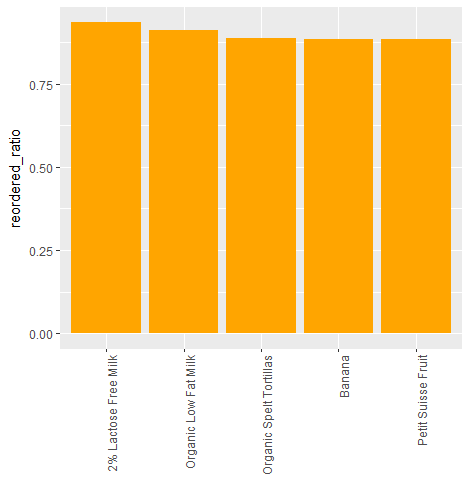 reordered_ratio
0.75
0.50
0.25
0.00
2% Lactose Free Milk
Organic Low Fat Milk
Organic Spelt Tortillas
Banana
Petit Suisse Fruit